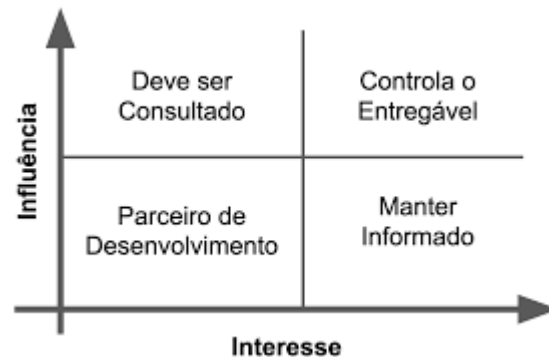 Influência
Deve ser
Consultado
Controla o
Entregável
Parceiro de
Desenvolvimento
Manter
Informado
Interesse